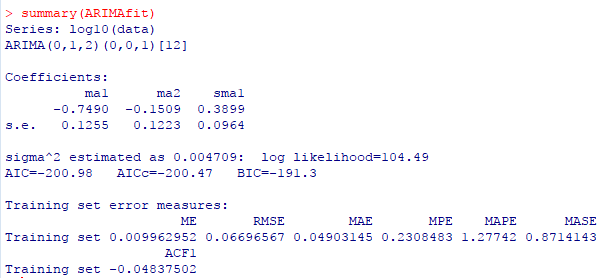 > summary(ARIMAfit)
Series: log10(data)
ARIMA(0,1,2)(0,0,1)[12]
Coefficients:
ma1 ma2 sma1
-0.7490 -0.1509 0.3899
s.e. 0.1255 0.1223 0.0964
sigma^2 estimated as 0.004709: log likelihood=104.49
AIC=-200.98 AICc=-200.47 BIC=-191.3
Training set error measures:
ME RMSE MAE MPE MAPE MASE
Training set 0.009962952 0.06696567 0.04903145 0.2308483 1.27742 0.8714143
ACF1
Training set -0.04837502